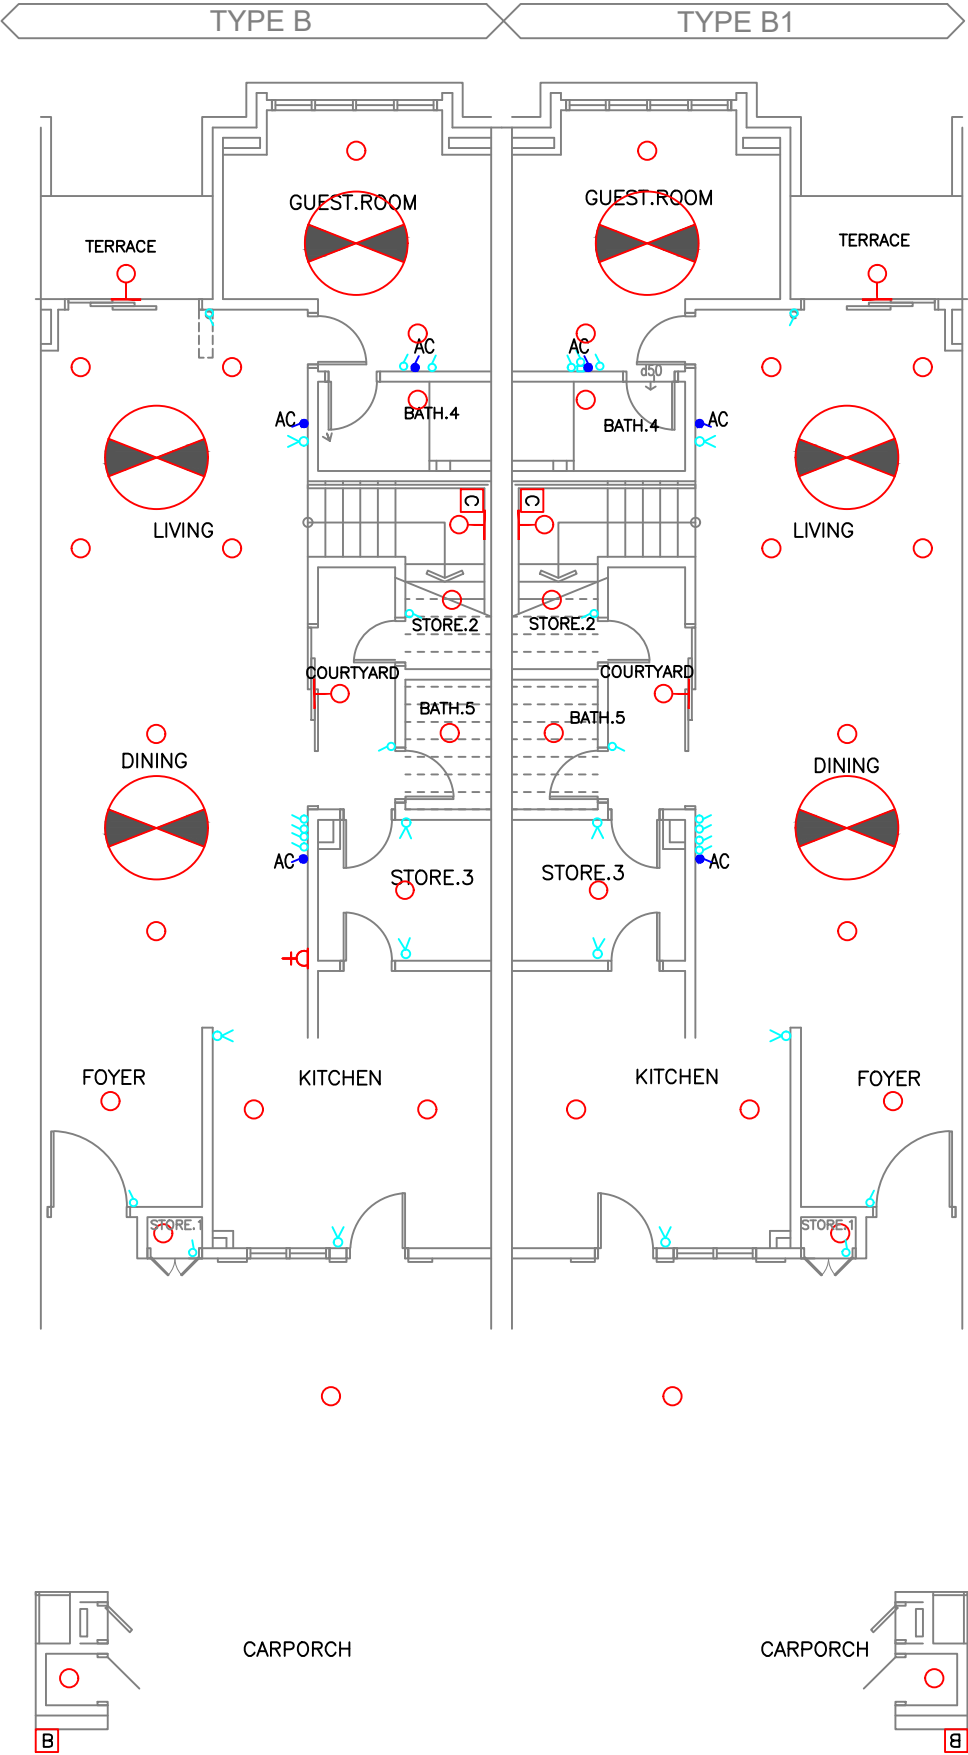 TYPE B
TYPE B1
GUEST.ROOM
GUEST.ROOM
TERRACE
TERRACE
AC
AC
d50
BATH.4
BATH.4
AC
AC
C
C
LIVING
LIVING
STORE.2
STORE.2
COURTYARD
COURTYARD
BATH.5
BATH.5
DINING
DINING
AC
AC
STORE.3
STORE.3
FOYER
KITCHEN
KITCHEN
FOYER
STORE.1
STORE.1
CARPORCH
CARPORCH
B
B